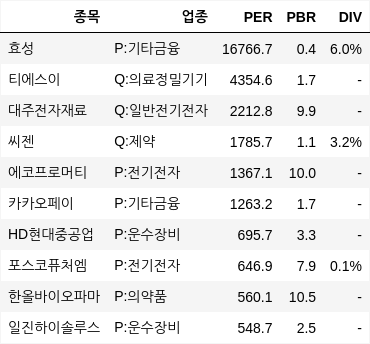 종목 업종 PER PBR DIV
효성 P:기타금융 16766.7 0.4 6.0%
티에스이 Q:의료정밀기기 4354.6 1.7 -
대주전자재료 Q:일반전기전자 2212.8 9.9 -
씨젠 Q:제약 1785.7 1.1 3.2%
에코프로머티 P:전기전자 1367.1 10.0 -
카카오페이 P:기타금융 1263.2 1.7 -
HD현대중공업 P:운수장비 695.7 3.3 -
포스코퓨처엠 P:전기전자 646.9 7.9 0.1%
한올바이오파마 P:의약품 560.1 10.5 -
일진하이솔루스 P:운수장비 548.7 2.5 -